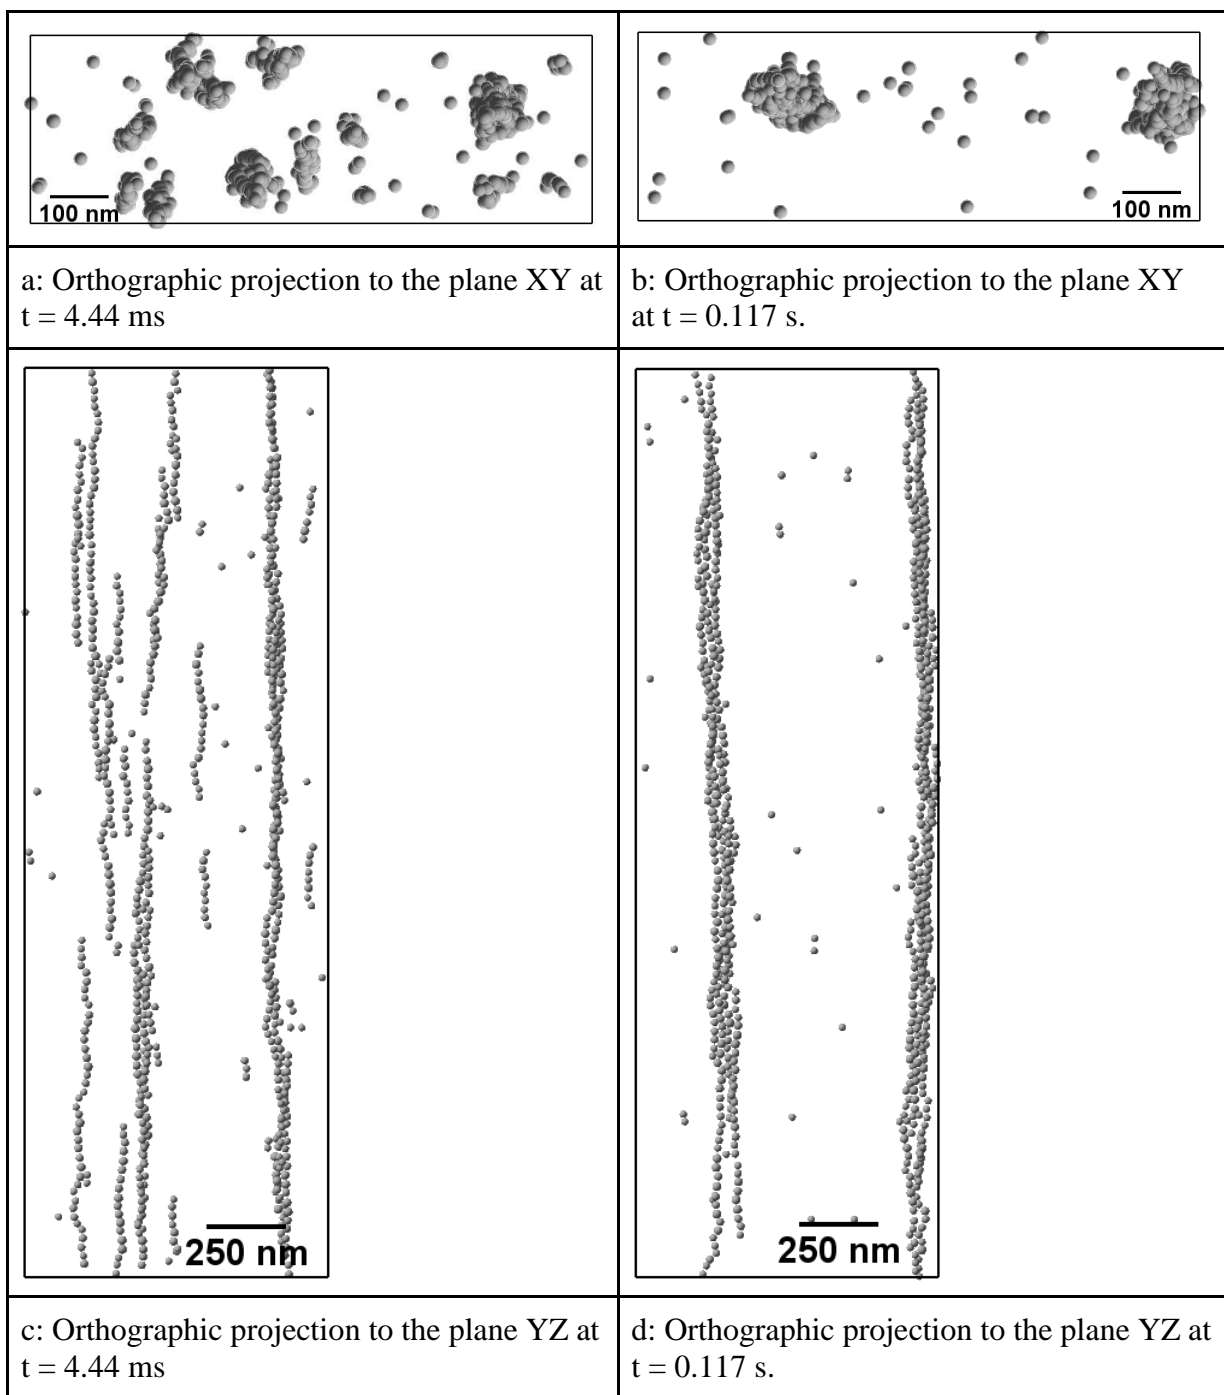 100 nm
100 nm
a: Orthographic projection to the plane XY at
t = 4.44 ms
b: Orthographic projection to the plane XY
at t = 0.117 s.
250 nm
250 nm
c: Orthographic projection to the plane YZ at
t = 4.44 ms
d: Orthographic projection to the plane YZ at
t = 0.117 s.